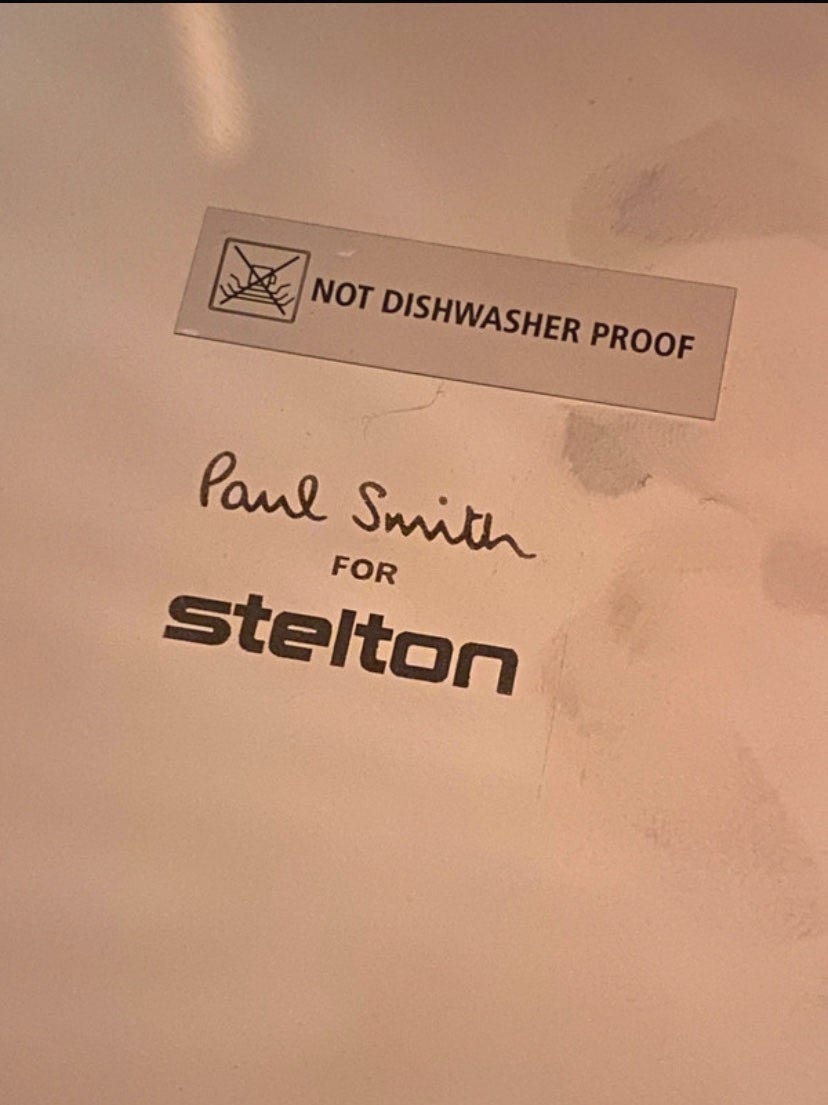 NOT DISHWASHER PROOF
Paul Smith
FOR
stelton